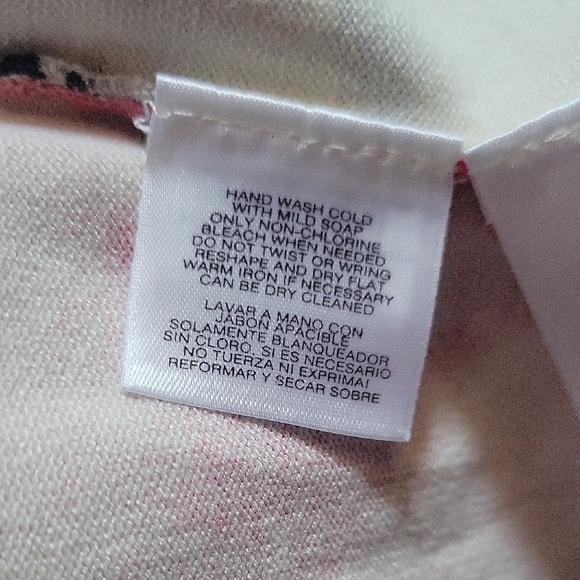 HAND WASH COLD
WITH MILD SOAP
ONLY NON-CHLORINE
BLEACH WHEN NEEDED
DO NOT TWIST OR WRING
RESHAPE AND DRY FLAT
WARM IRON IF NECESSARY
CAN BE DRY CLEANED
LAVAR A MANO CON
JABON APACIBLE
SOLAMENTE BLANQUEADOR
SIN CLORO, SI ES NECESARIO
NO TUERZA NI EXPRIMA!
REFORMAR Y SECAR SOBRE